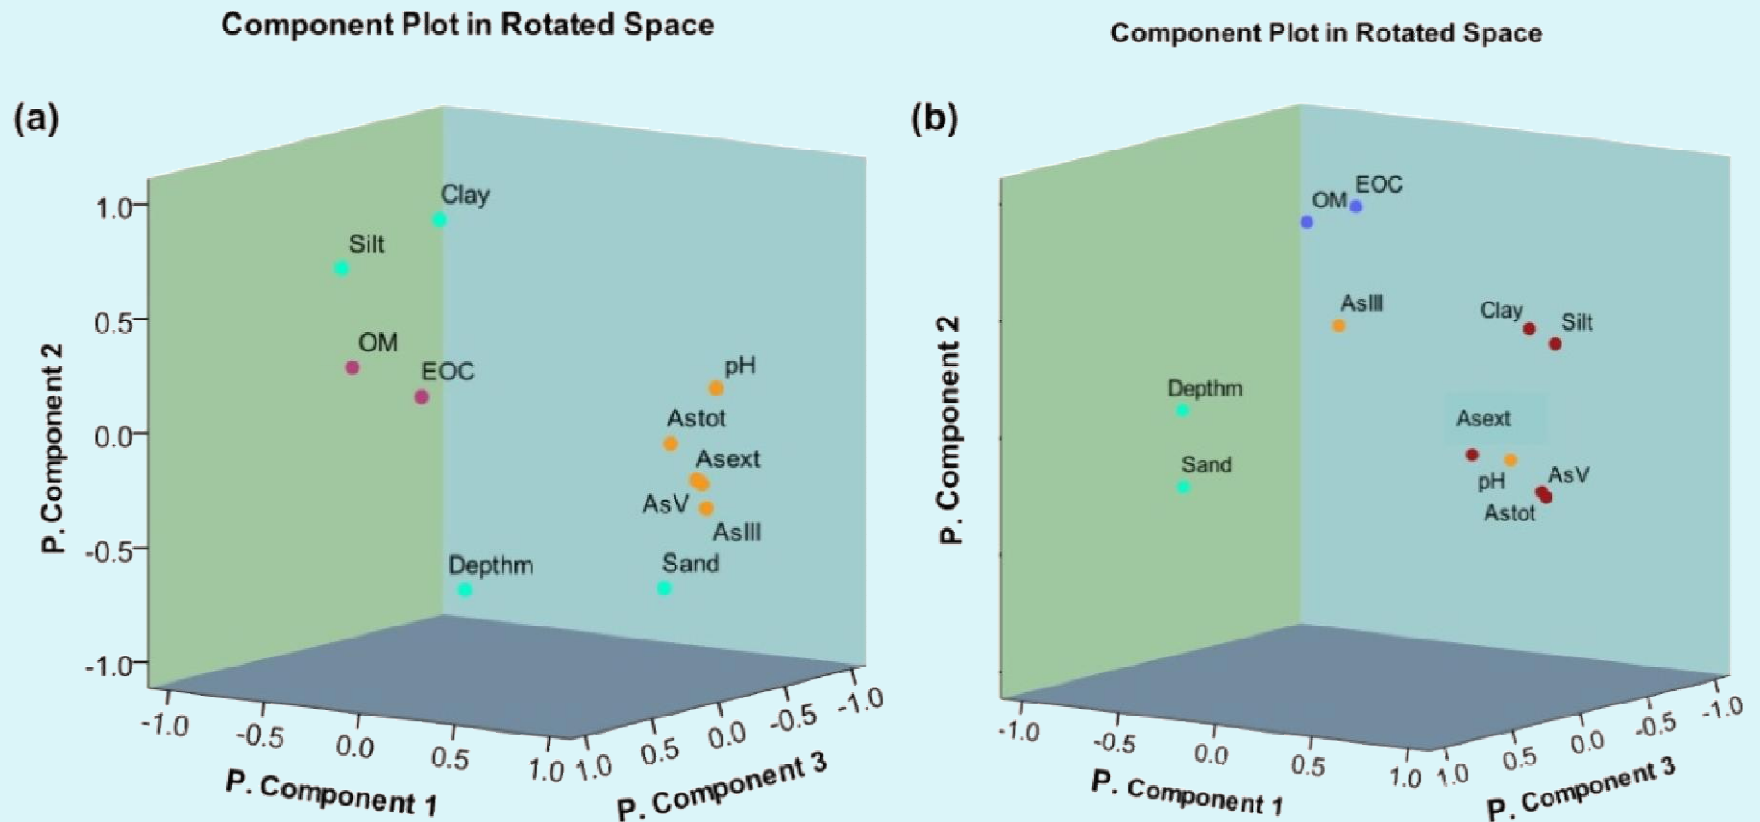 Component Plot in Rotated Space
(a)
Clay
1.0
Silt
0.5
OM
EOC
pH
Astot
0.0
Asext
AsV
AsIII
-0.5
Depthm
Sand
-1.0
P. Component 2
-1.0
-0.5
0.0
0.5
1.0
P. Component 1
1.0
0.5
0.0
-0.5
-1.0
P. Component 3
Component Plot in Rotated Space
(b)
EOC
OM
AsIII
Clay
Silt
Depthm
Asext
Sand
pH
AsV
Astot
P. Component 2
-1.0
-0.5
0.0
0.5
1.0
P. Component 1
1.0
0.5
0.0
-0.5
-1.0
P. Component 3